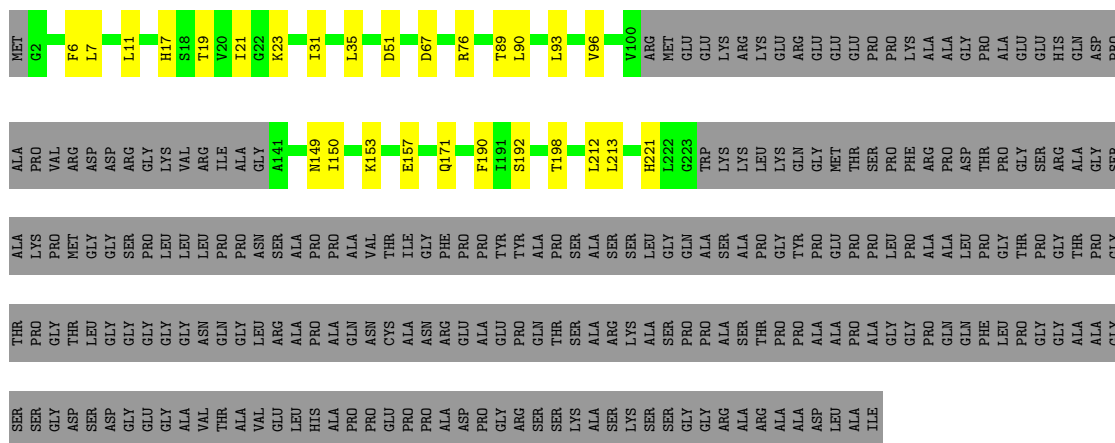 MET G2 F6 L7 L11 H17 S18 T19 V20 I21 G22 K23 I31 L35 D51 D67 R76 T89 L90 L93 V96 V100 ARG MET GLU GLU LYS ARG LYS GLU ARG GLU GLU GLU PRO PRO LYS ALA ALA GLY PRO ALA GLU GLU HIS GLN ASP PRO
ALA PRO VAL ARG ASP ASP ARG GLY LYS VAL ARG ILE ALA GLY A141 N149 I150 K153 E157 Q171 F190 I191 S192 T198 L212 L213 H221 L222 G223 TRP LYS LYS LEU LYS GLN GLY MET THR SER PRO PHE ARG PRO ASP THR PRO GLY SER ARG ALA GLY SER
ALA LYS PRO MET GLY GLY SER PRO LEU LEU LEU PRO PRO ASN SER ALA PRO PRO ALA VAL THR ILE GLY PHE PRO PRO TYR TYR ALA PRO SER ALA SER SER LEU GLY GLN ALA SER ALA PRO GLY TYR PRO GLU PRO PRO LEU PRO ALA ALA LEU PRO GLY THR PRO GLY THR PRO GLY
THR PRO GLY THR LEU GLY GLY GLY GLY GLY ASN GLN GLY LEU ARG ALA PRO ALA GLN ASN CYS ALA ASN ARG GLU ALA GLU PRO GLN THR SER ALA ARG LYS ALA SER PRO PRO ALA SER THR PRO PRO ALA ALA PRO ALA GLY GLY PRO GLN GLN PHE LEU PRO GLY GLY ALA ALA GLY
SER SER GLY ASP SER ASP GLY GLU GLY ALA VAL THR ALA VAL GLU LEU HIS ALA PRO PRO GLU PRO PRO ALA ASP PRO GLY ARG SER SER LYS ALA SER LYS SER SER GLY GLY ARG ALA ARG ALA ALA ASP LEU ALA ILE